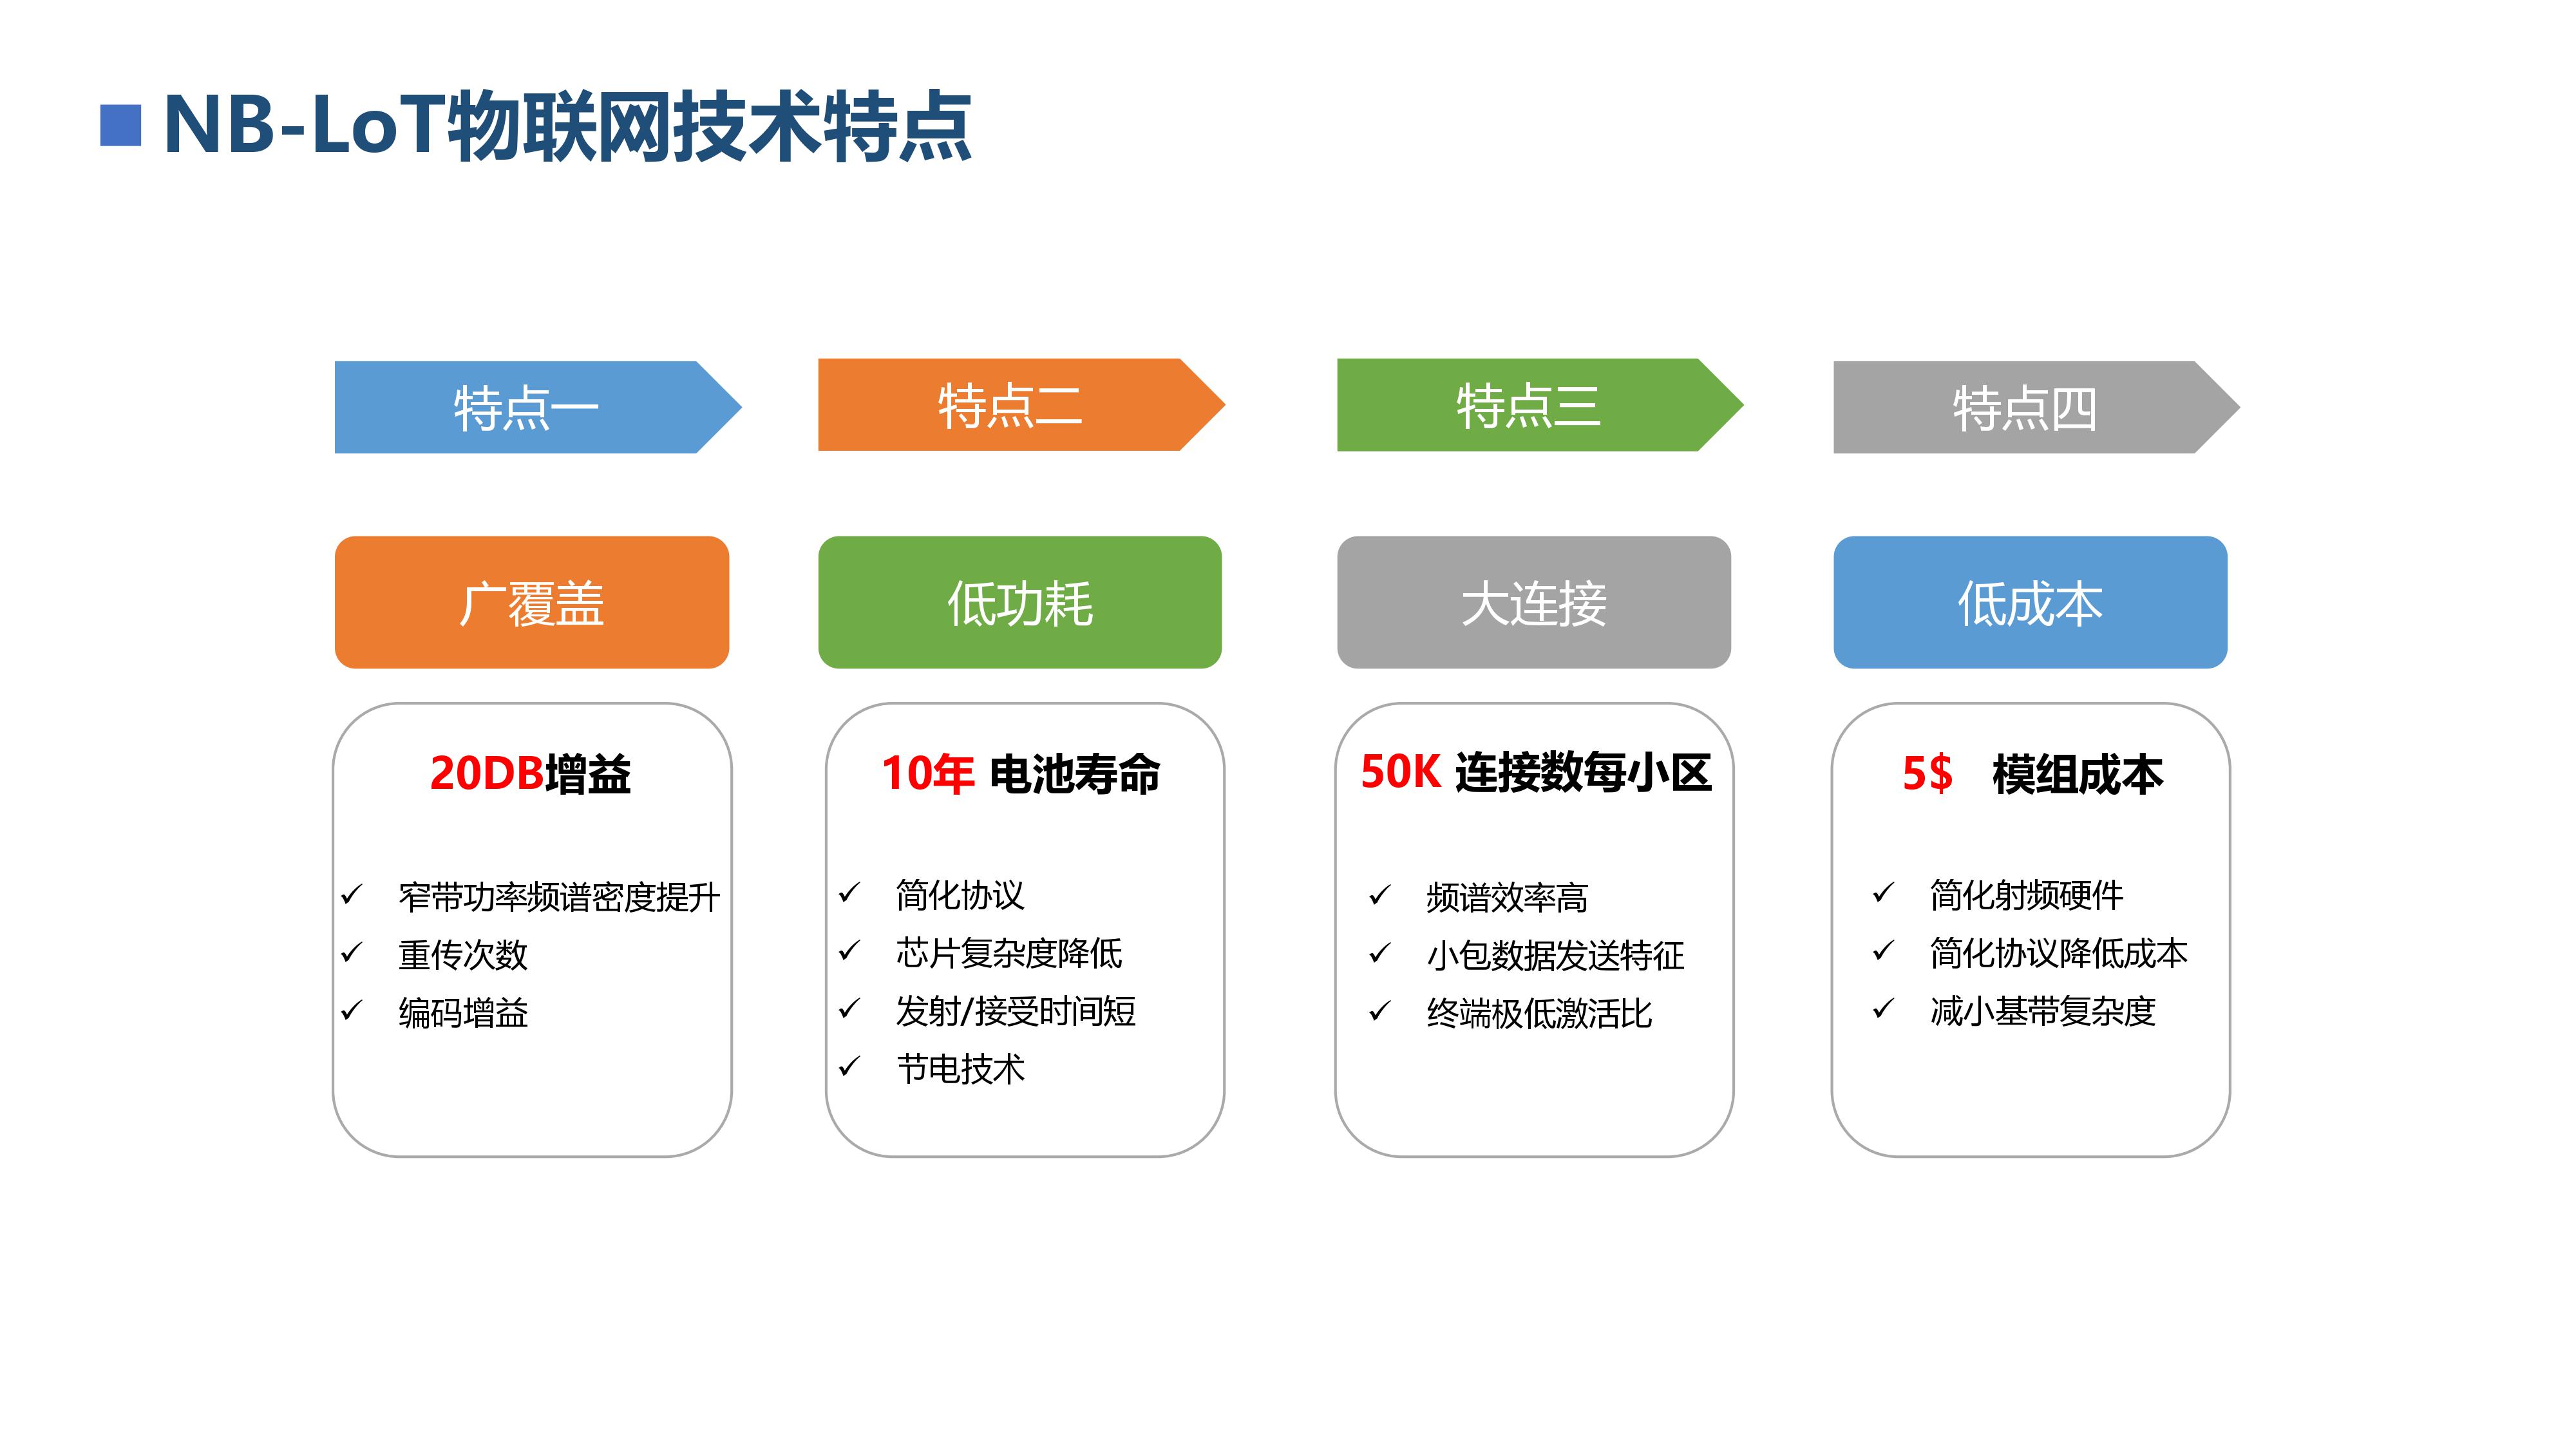 NB-LoT物联网技术特点
特点一
特点二
特点三
特点四
广覆盖
低功耗
大连接
低成本
20DB增益
窄带功率频谱密度提升
重传次数
编码增益
10年 电池寿命
简化协议
芯片复杂度降低
发射/接受时间短
节电技术
50K 连接数每小区
频谱效率高
小包数据发送特征
终端极低激活比
5$ 模组成本
简化射频硬件
简化协议降低成本
减小基带复杂度